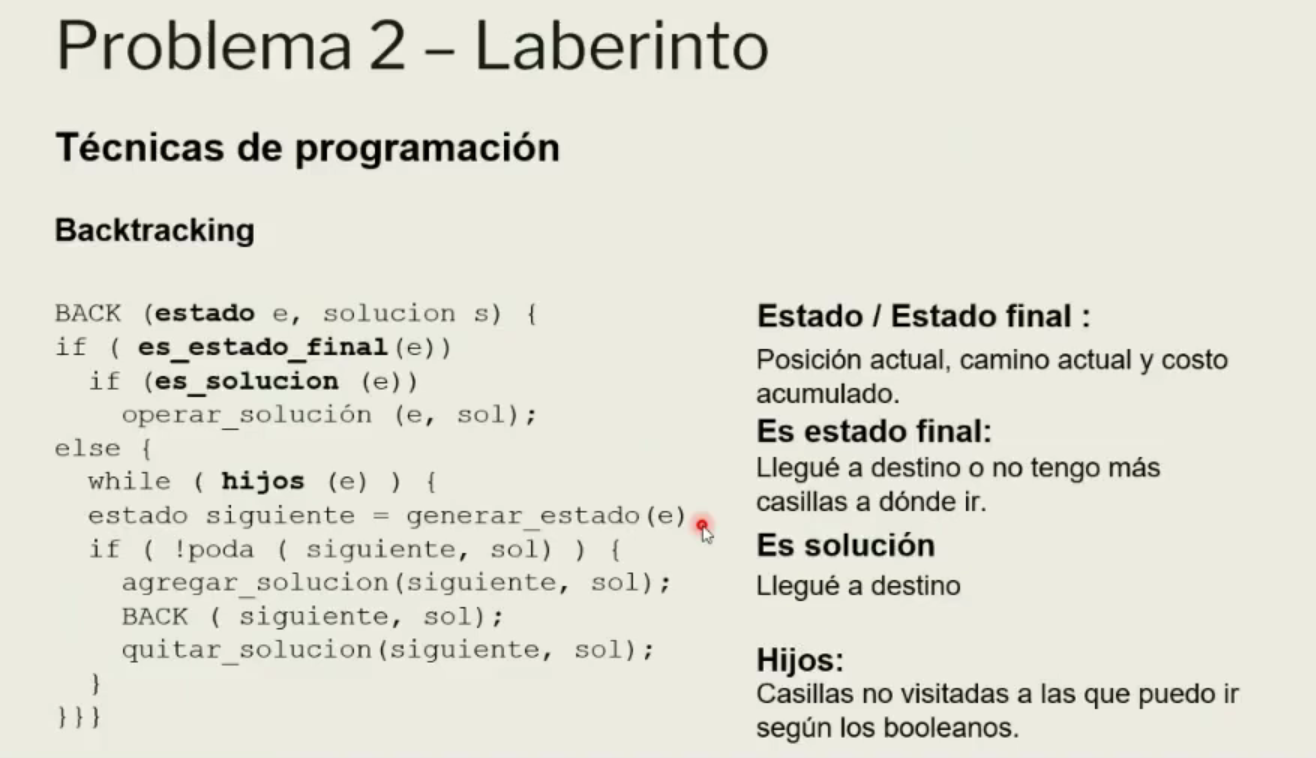 Problema 2 – Laberinto
Técnicas de programación
Backtracking
BACK (estado e, solucion s) {
if ( es_estado_final(e))
if (es_solucion (e))
operar_solución (e, sol);
else {
while ( hijos (e) ) {
estado siguiente = generar_estado(e)
if ( !poda ( siguiente, sol) ) {
agregar_solucion(siguiente, sol);
BACK ( siguiente, sol);
quitar_solucion(siguiente, sol);
}
}}}
Estado / Estado final :
Posición actual, camino actual y costo
acumulado.
Es estado final:
Llegué a destino o no tengo más
casillas a dónde ir.
Es solución
Llegué a destino
Hijos:
Casillas no visitadas a las que puedo ir
según los booleanos.